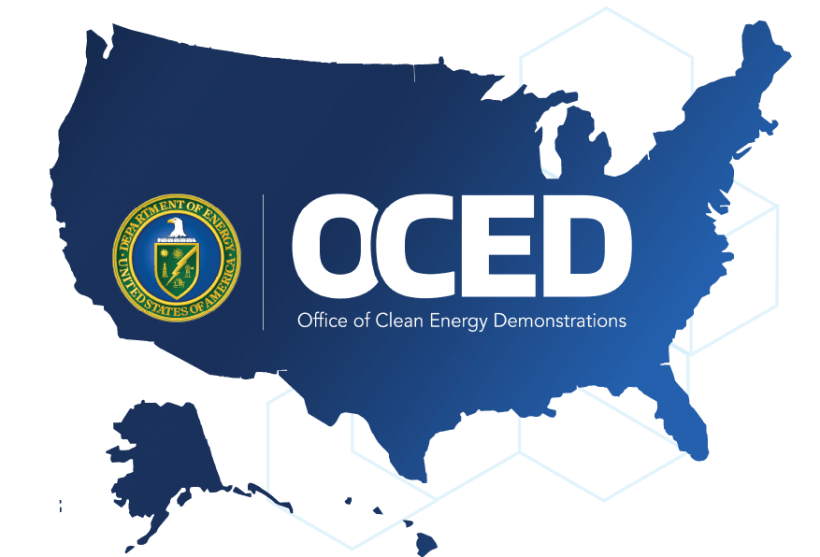 DEPARTMENT OF ENERGY
UNITED STATES OF AMERICA
OCED
Office of Clean Energy Demonstrations